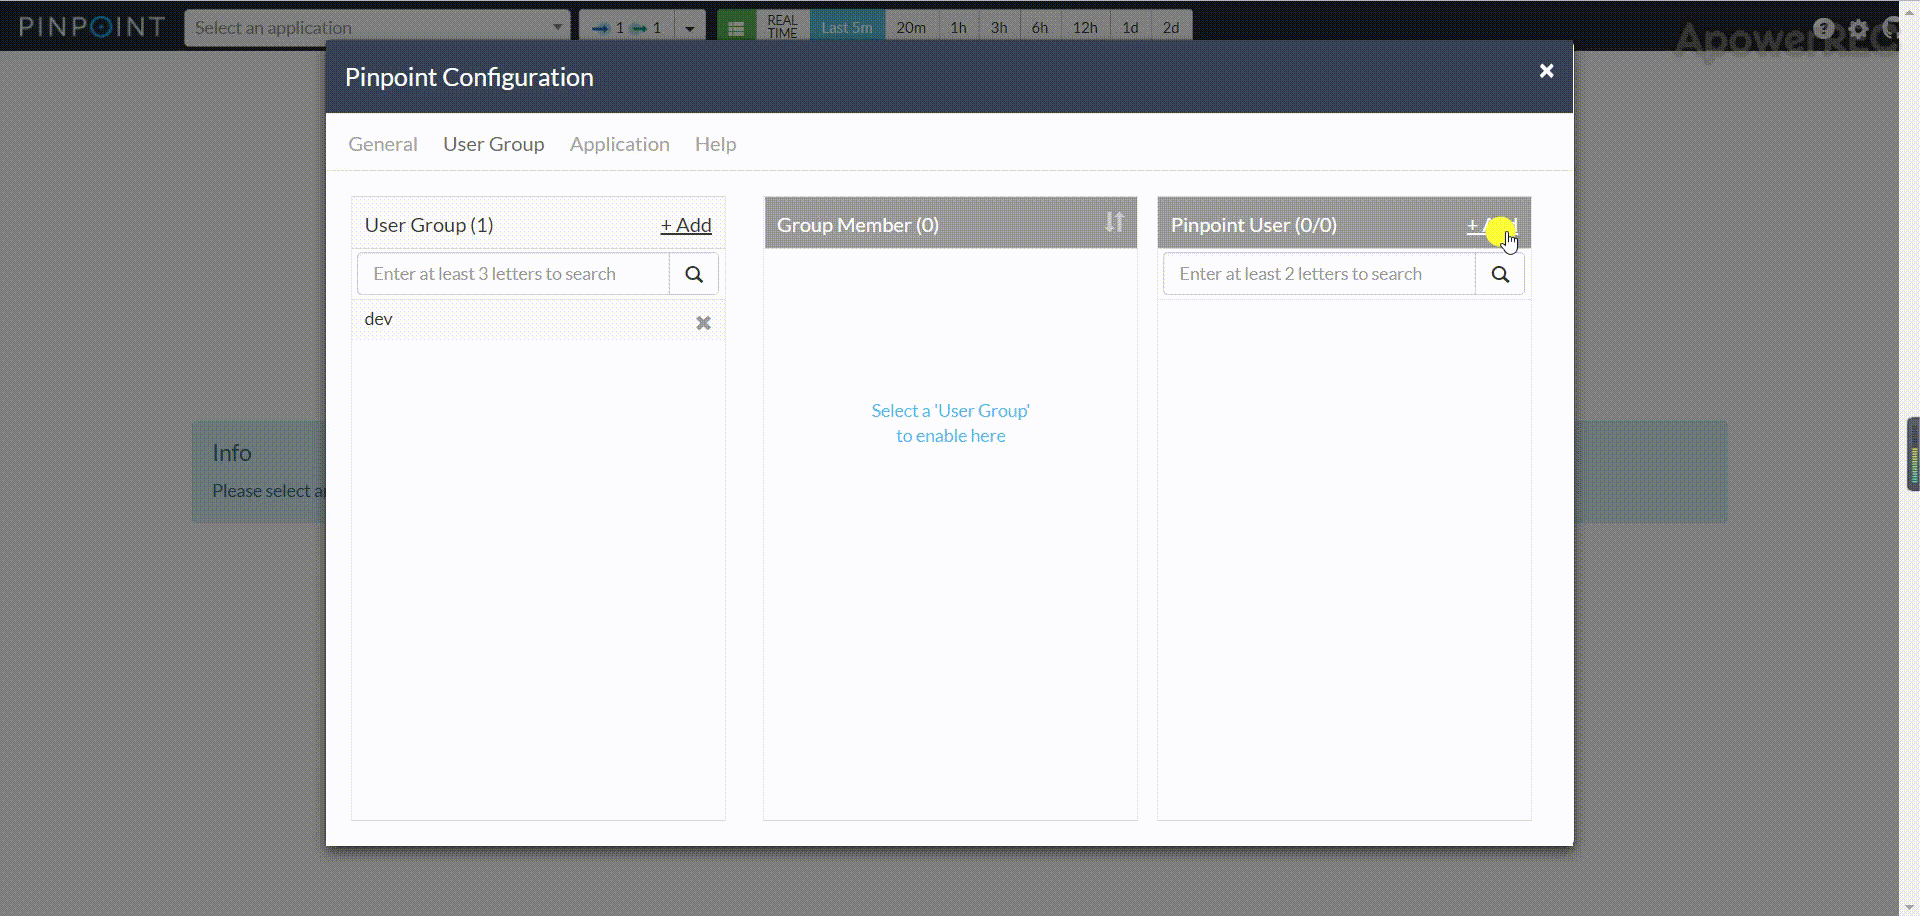 PINPOINT
Select an application
1 1
REAL TIME
Last 5m
20m
1h
3h
6h
12h
1d
2d
ApowerREC
Pinpoint Configuration
General
User Group
Application
Help
User Group (1)
+ Add
Enter at least 3 letters to search
dev
Group Member (0)
Select a 'User Group'
to enable here
Pinpoint User (0/0)
+ Add
Enter at least 2 letters to search
Info
Please select